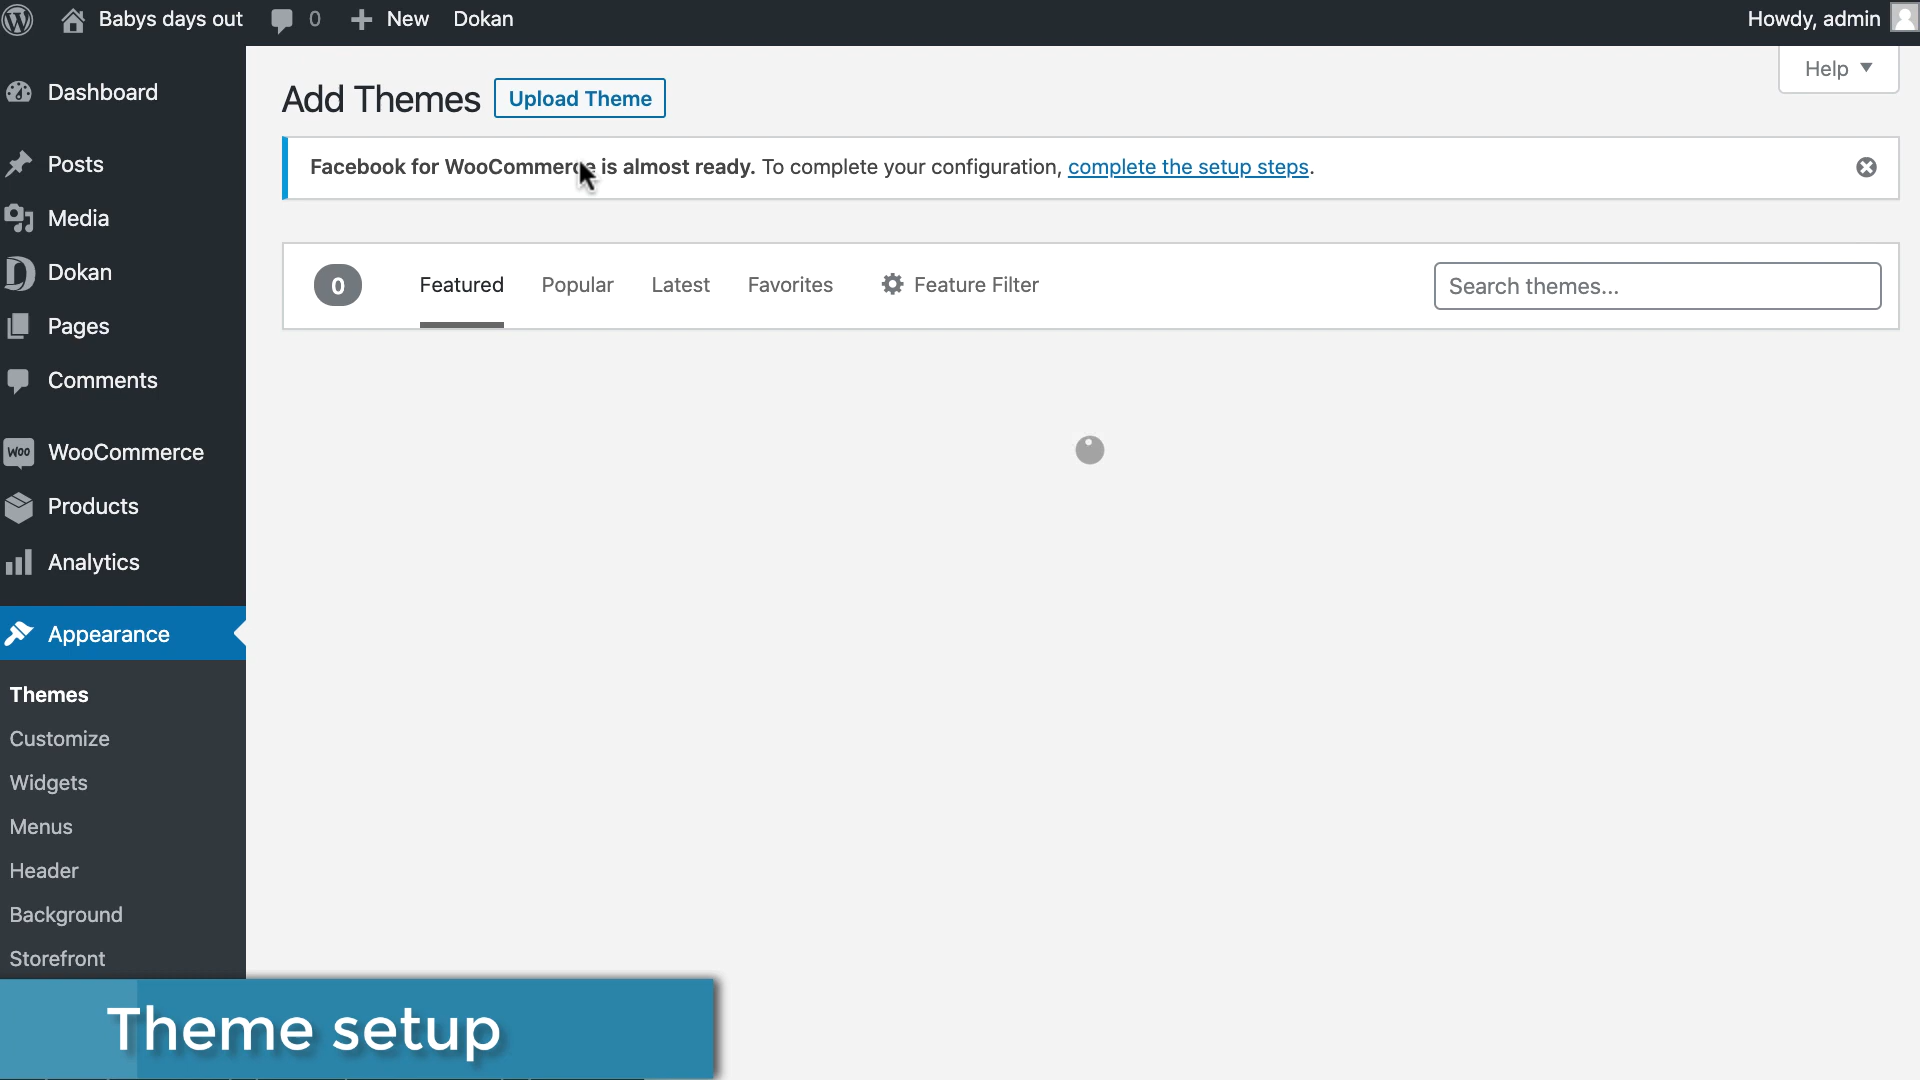 Babys days out 0 New Dokan Howdy, admin
Help
Dashboard
Posts
Media
Dokan
Pages
Comments
Woo WooCommerce
Products
Analytics
Appearance
Themes
Customize
Widgets
Menus
Header
Background
Storefront
Add Themes Upload Theme
Facebook for WooCommerce is almost ready. To complete your configuration, complete the setup steps.
0 Featured Popular Latest Favorites Feature Filter Search themes...
Theme setup